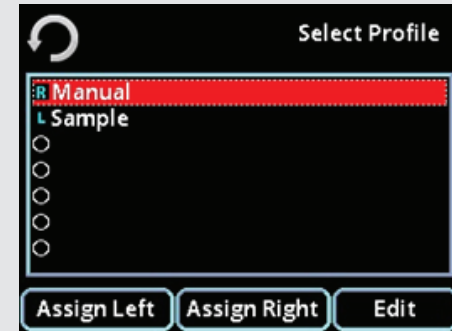 Select Profile
R Manual
L Sample
Assign Left Assign Right Edit